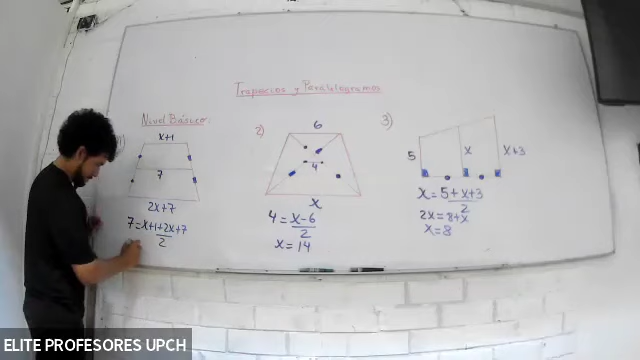 Trapecios y Paralelogramos
Nivel Básico:
1)
x+1
7
2x+7
7=x+1+2x+7
2
2)
6
4
x
4=x-6
2
x=14
3)
5
x
x+3
x=5+x+3
2
2x=8+x
x=8
ELITE PROFESORES UPCH